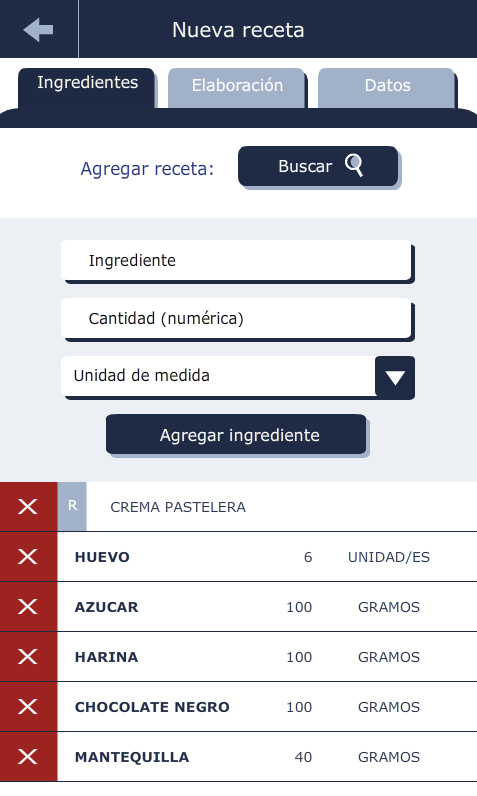 Nueva receta
Ingredientes Elaboración Datos
Agregar receta: Buscar
Ingrediente
Cantidad (numérica)
Unidad de medida
Agregar ingrediente
X R CREMA PASTELERA
X HUEVO 6 UNIDAD/ES
X AZUCAR 100 GRAMOS
X HARINA 100 GRAMOS
X CHOCOLATE NEGRO 100 GRAMOS
X MANTEQUILLA 40 GRAMOS